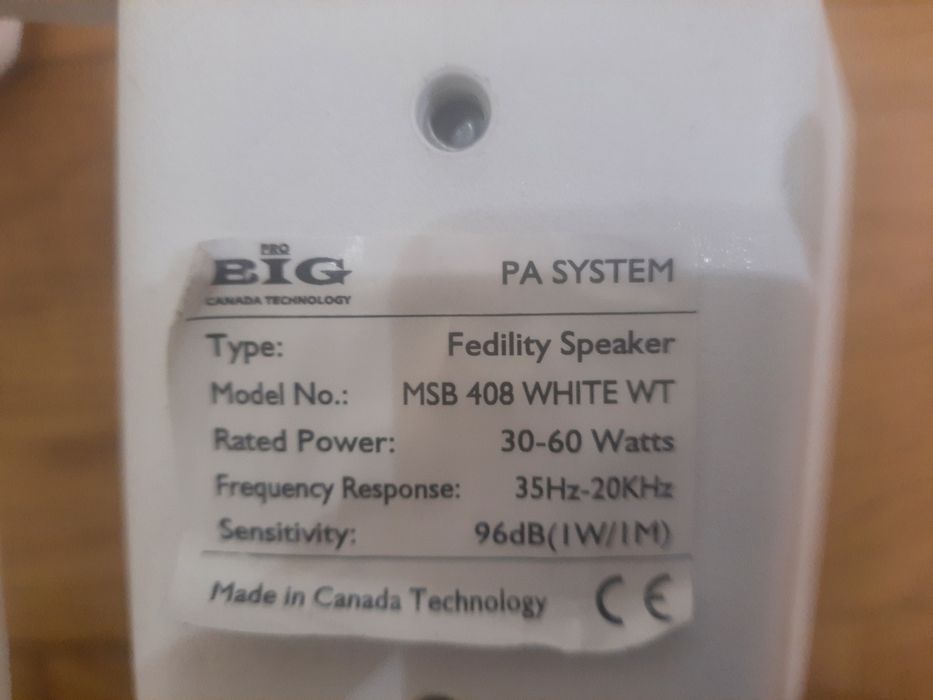 PRO
BIG
CANADA TECHNOLOGY
PA SYSTEM
Type: Fedility Speaker
Model No.: MSB 408 WHITE WT
Rated Power: 30-60 Watts
Frequency Response: 35Hz-20KHz
Sensitivity: 96dB(1W/1M)
Made in Canada Technology CE